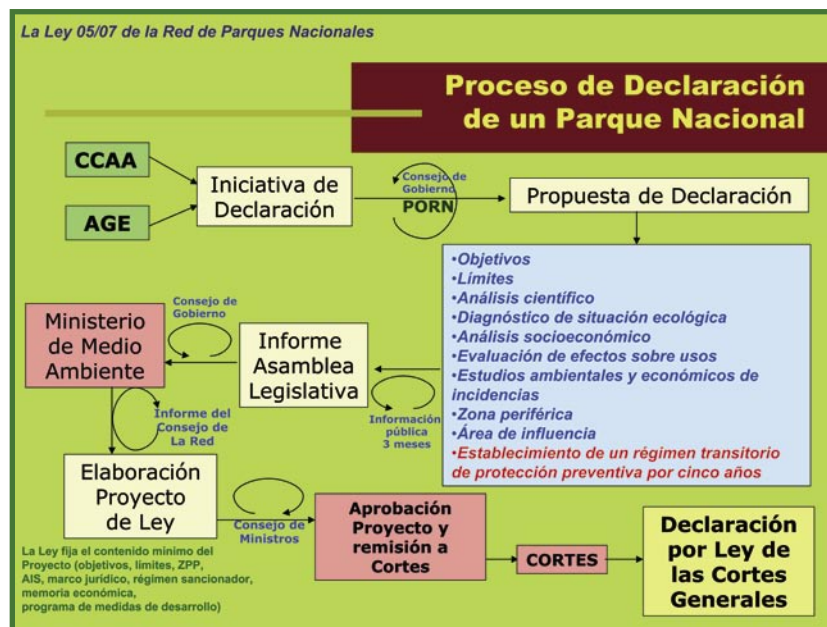 La Ley 05/07 de la Red de Parques Nacionales
Proceso de Declaración
de un Parque Nacional
CCAA
AGE
Iniciativa de
Declaración
Consejo de
Gobierno
PORN
Propuesta de Declaración
•Objetivos
•Límites
•Análisis científico
•Diagnóstico de situación ecológica
•Análisis socioeconómico
•Evaluación de efectos sobre usos
•Estudios ambientales y económicos de
incidencias
•Zona periférica
•Área de influencia
•Establecimiento de un régimen transitorio
de protección preventiva por cinco años
Información
pública
3 meses
Informe
Asamblea
Legislativa
Consejo de
Gobierno
Ministerio
de Medio
Ambiente
Informe del
Consejo de
La Red
Elaboración
Proyecto
de Ley
La Ley fija el contenido minimo del
Proyecto (objetivos, límites, ZPP,
AIS, marco jurídico, régimen sancionador,
memoria económica,
programa de medidas de desarrollo)
Consejo de
Ministros
Aprobación
Proyecto y
remisión a
Cortes
CORTES
Declaración
por Ley de
las Cortes
Generales